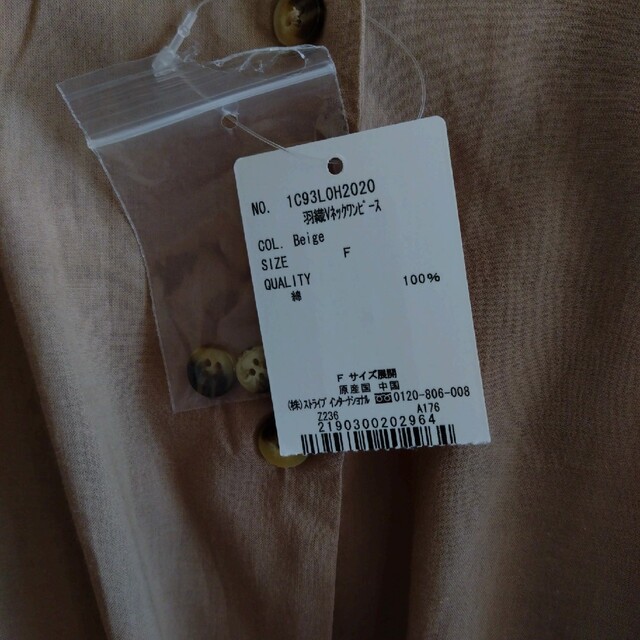 NO. 1C93L0H2020
羽織Vネックワンピース
COL. Beige
SIZE F
QUALITY
綿 100%
F サイズ展開
原産国 中国
(株)ストライプ インターナショナル 0120-806-008
7236 A176
2190300202964